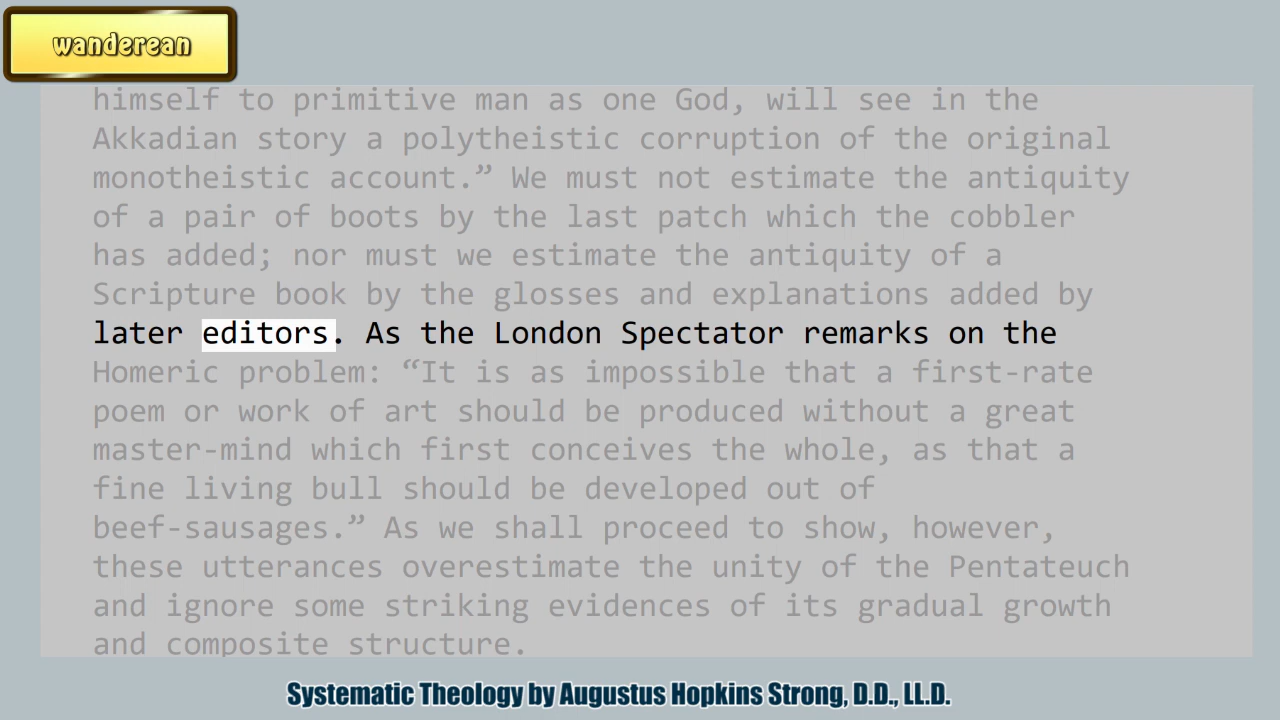 wanderean
himself to primitive man as one God, will see in the
Akkadian story a polytheistic corruption of the original
monotheistic account.” We must not estimate the antiquity
of a pair of boots by the last patch which the cobbler
has added; nor must we estimate the antiquity of a
Scripture book by the glosses and explanations added by
later editors. As the London Spectator remarks on the
Homeric problem: “It is as impossible that a first-rate
poem or work of art should be produced without a great
master-mind which first conceives the whole, as that a
fine living bull should be developed out of
beef-sausages.” As we shall proceed to show, however,
these utterances overestimate the unity of the Pentateuch
and ignore some striking evidences of its gradual growth
and composite structure.
Systematic Theology by Augustus Hopkins Strong, D.D., LL.D.